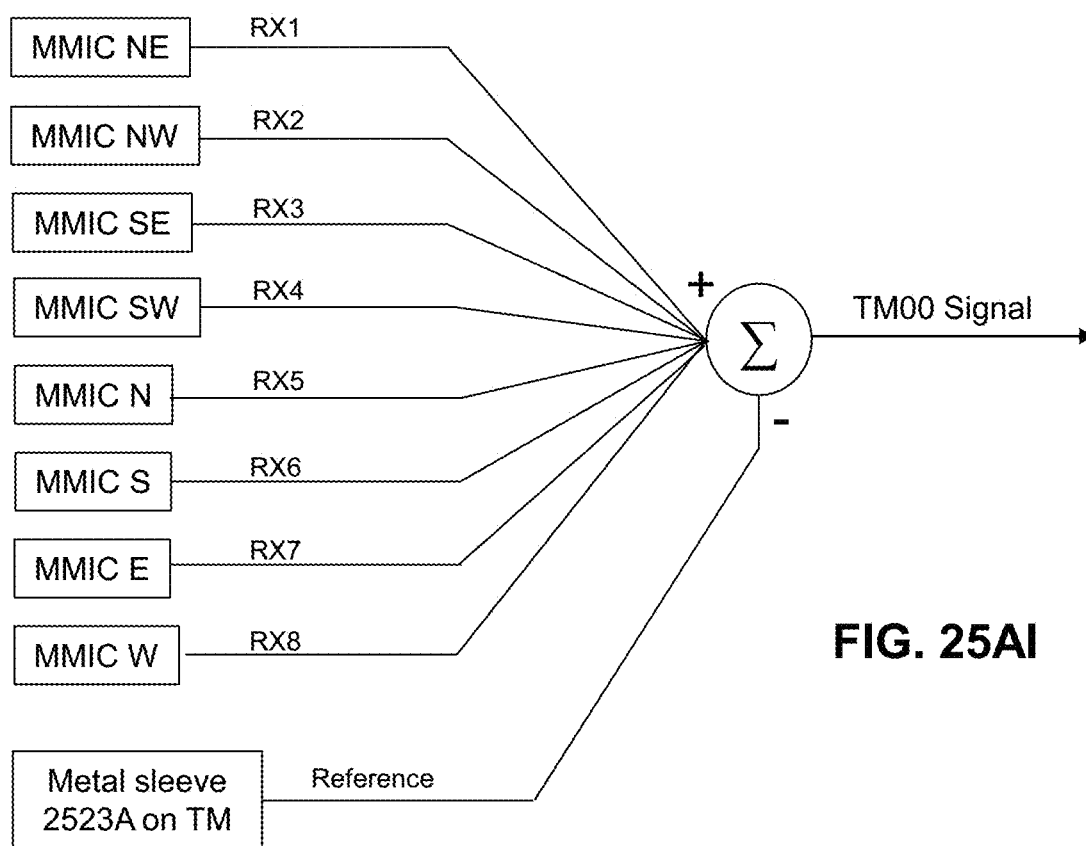 MMIC NE
RX1
MMIC NW
RX2
MMIC SE
RX3
MMIC SW
RX4
MMIC N
RX5
MMIC S
RX6
MMIC E
RX7
MMIC W
RX8
Metal sleeve
2523A on TM
Reference
+
Σ
-
TM00 Signal
FIG. 25AI